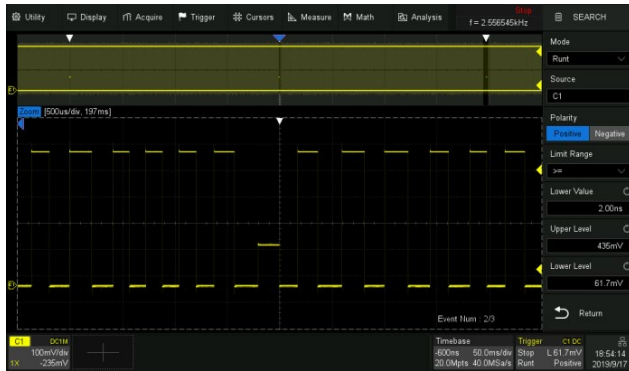 Utility Display Acquire Trigger Cursors Measure Math Analysis
Stop
f = 2.556545kHz
SEARCH
Mode
Runt
Source
C1
Polarity
Positive Negative
Limit Range
>=
Lower Value
2.00ns
Upper Level
435mV
Lower Level
61.7mV
Return
Zoom [500us/div, 197ms]
Event Num : 2/3
C1 DC1M
100mV/div
1X -235mV
Timebase
-600ns 50.0ms/div
20.0Mpts 40.0MSa/s
Trigger C1 DC
Stop L 61.7mV
Runt Positive
18:54:14
2019/9/17